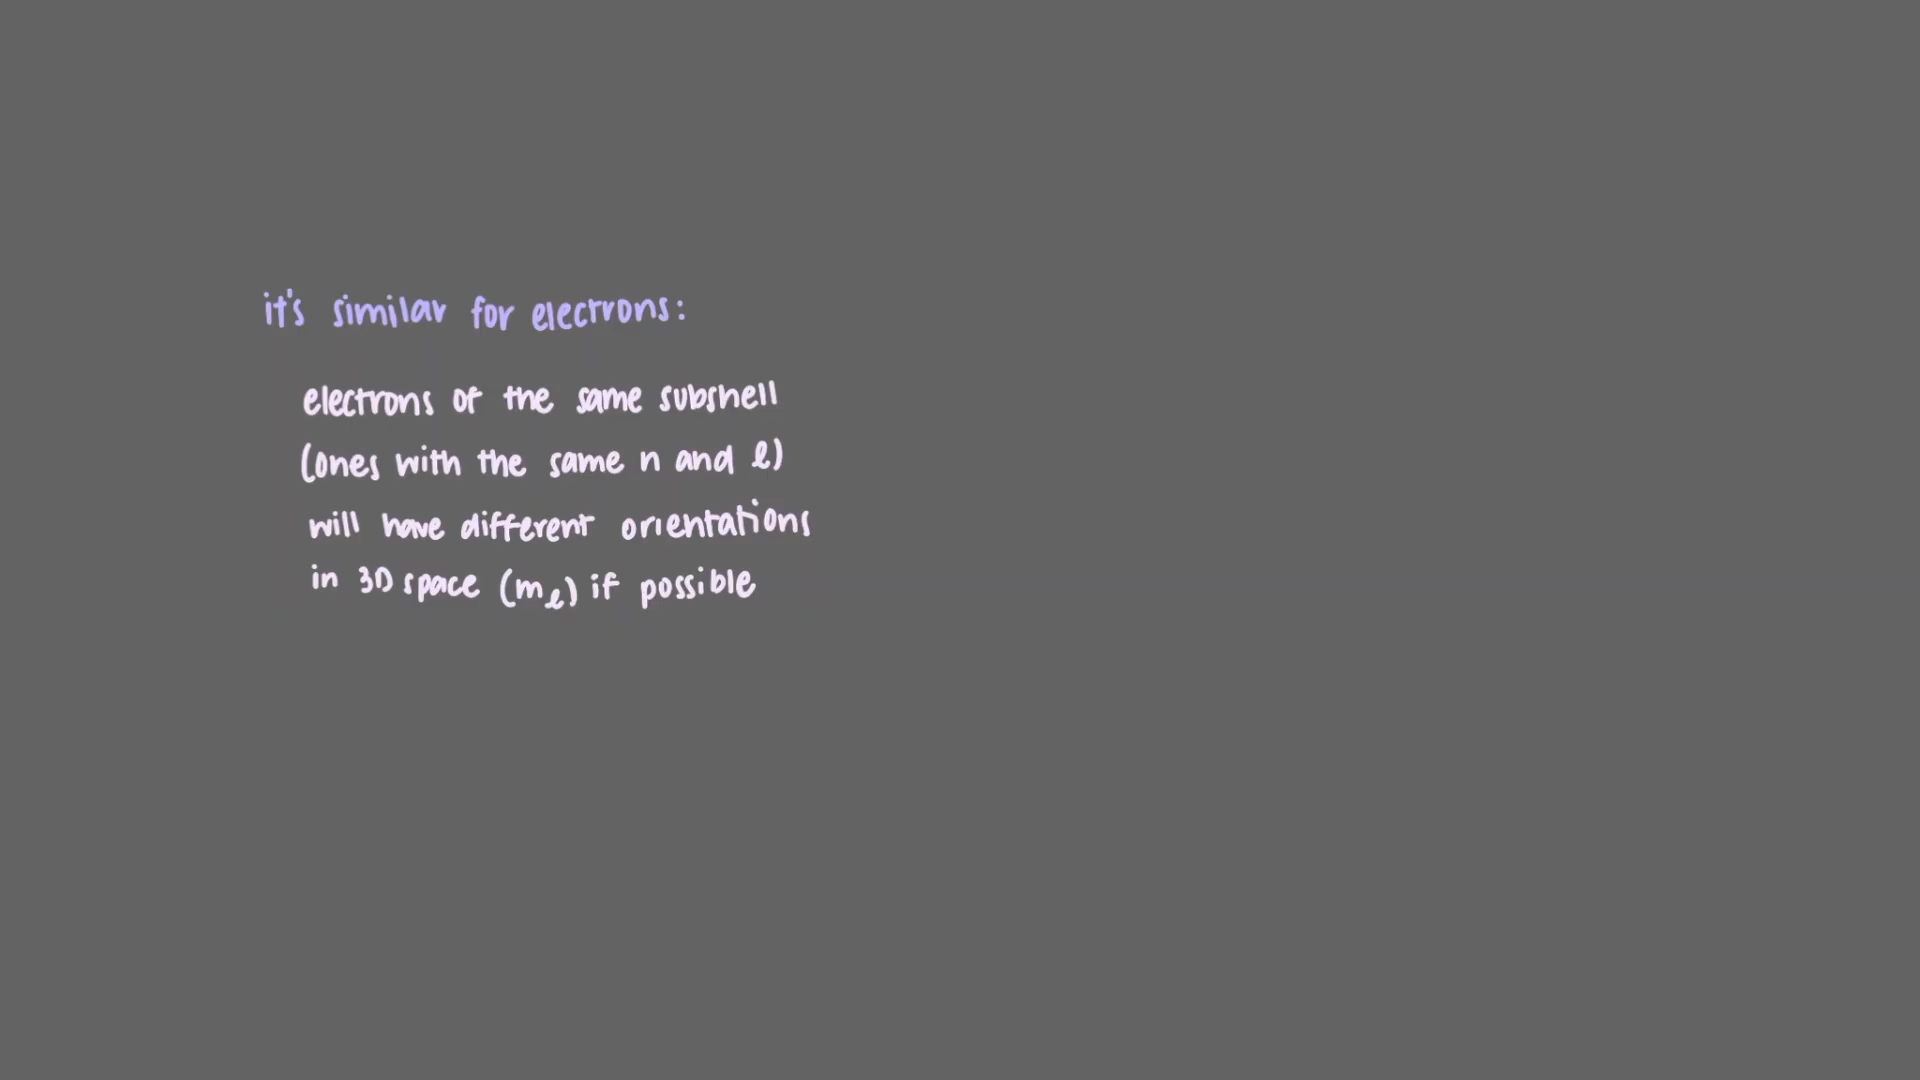 it's similar for electrons:
electrons of the same subshell
(ones with the same n and ℓ)
will have different orientations
in 3D space (mℓ) if possible